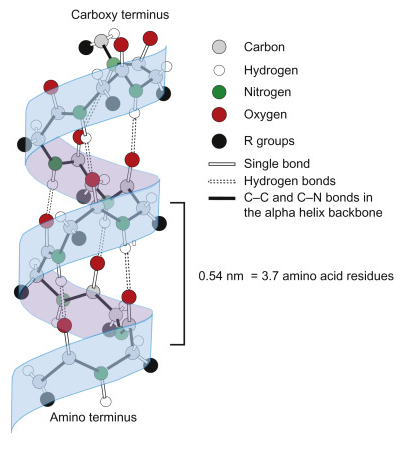 Carboxy terminus
Carbon
Hydrogen
Nitrogen
Oxygen
R groups
Single bond
Hydrogen bonds
C–C and C–N bonds in
the alpha helix backbone
0.54 nm = 3.7 amino acid residues
Amino terminus